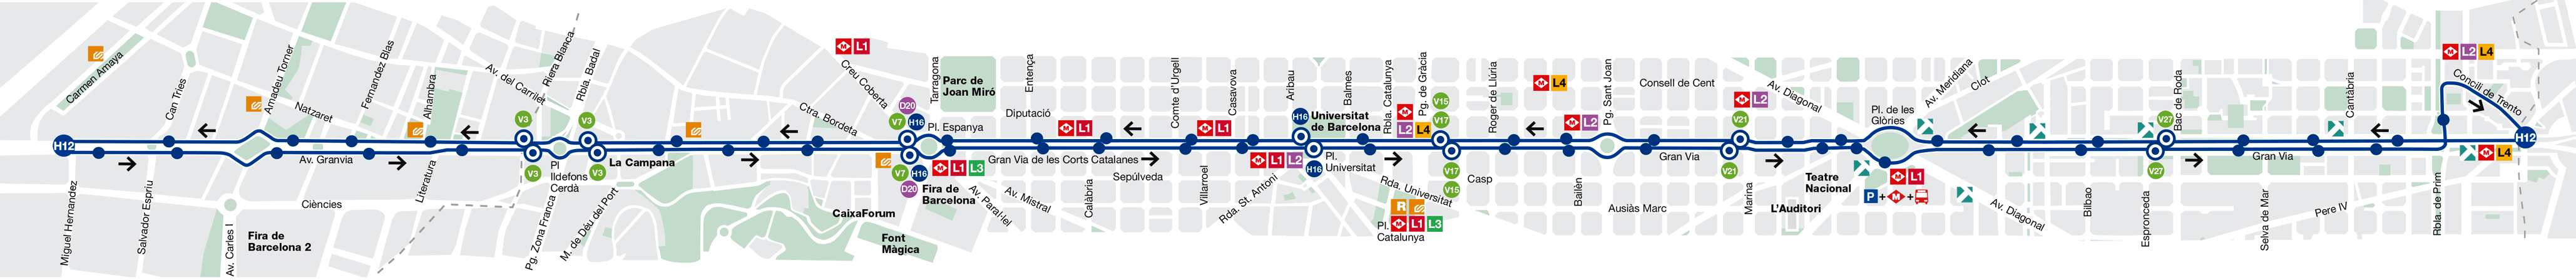 H12
Carmen Amaya
Can Tries
Amadeu Torner
Natzaret
Fernandez Blas
Alhambra
Av. del Carrilet
Riera Blanca
Rbla. Badal
V3
V3
Av. Granvia
Miguel Hernandez
Salvador Espriu
Av. Carles I
Fira de
Barcelona 2
Ciències
Literatura
V3
V3
Pl
Ildefons
Cerdà
Pg. Zona Franca
M. de Déu del Port
La Campana
M L1
Creu Coberta
Ctra. Bordeta
D20
V7 H16
V7 H16
D20
Tarragona
Parc de
Joan Miró
Pl. Espanya
M L1 L3
Fira de
Barcelona
CaixaForum
Font
Màgica
Av. Paral·lel
Av. Mistral
Entença
Diputació
M L1
Gran Via de les Corts Catalanes
Sepúlveda
Calàbria
Comte d'Urgell
M L1
Casanova
Villarroel
Rda. St. Antoni
M L1 L2
Aribau
H16
Universitat
de Barcelona
H16
Pl.
Universitat
Balmes
Rbla. Catalunya
M
L2 L4
Pg. de Gràcia
V15
V17
V17
V15
Rda. Universitat
R
Pl. M L1 L3
Catalunya
Casp
Roger de Llúria
M L4
M L2
Bailèn
Pg. Sant Joan
Consell de Cent
Ausiàs Marc
Gran Via
M L2
V21
V21
Marina
Av. Diagonal
L'Auditori
Teatre
Nacional
Pl. de les
Glòries
M L1
P+M+
Av. Meridiana
Clot
Av. Diagonal
Bilbao
Espronceda
V27
V27
Bac de Roda
Gran Via
Selva de Mar
Pere IV
Cantàbria
Rbla. de Prim
M L2 L4
Concili de Trento
H12
M L4